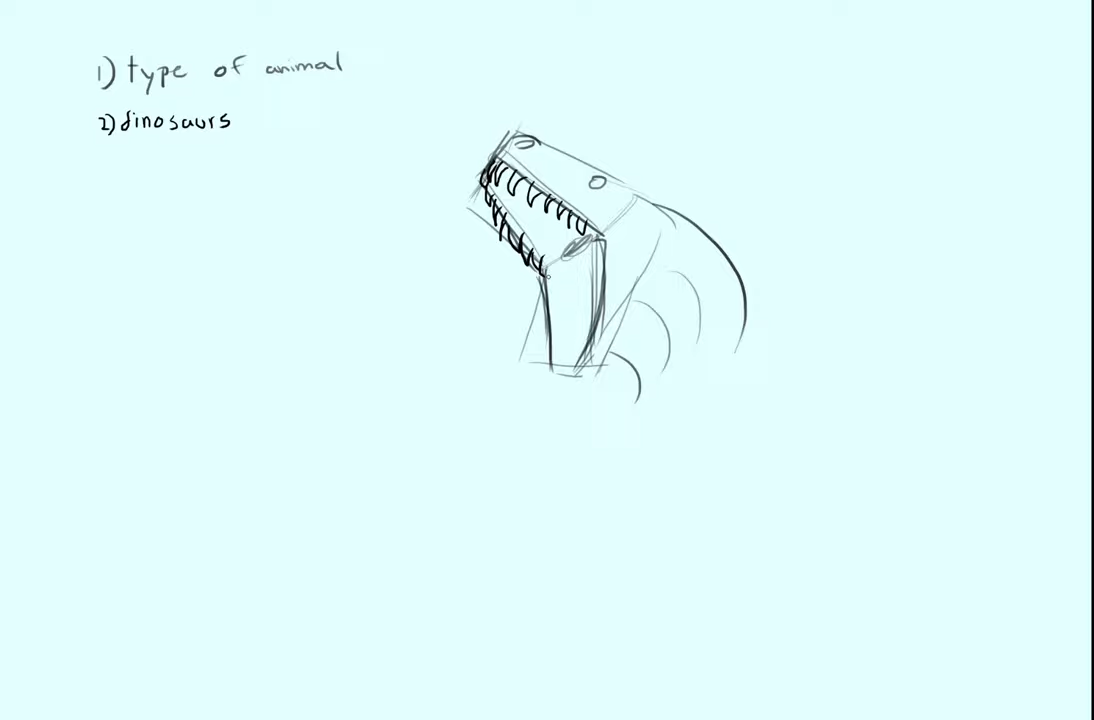 1) type of animal
2) dinosaurs